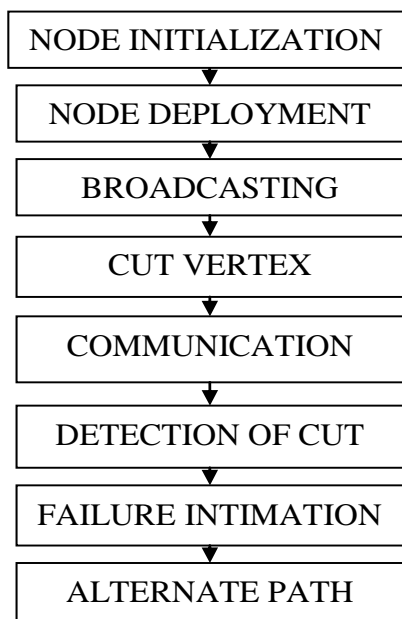 NODE INITIALIZATION
NODE DEPLOYMENT
BROADCASTING
CUT VERTEX
COMMUNICATION
DETECTION OF CUT
FAILURE INTIMATION
ALTERNATE PATH